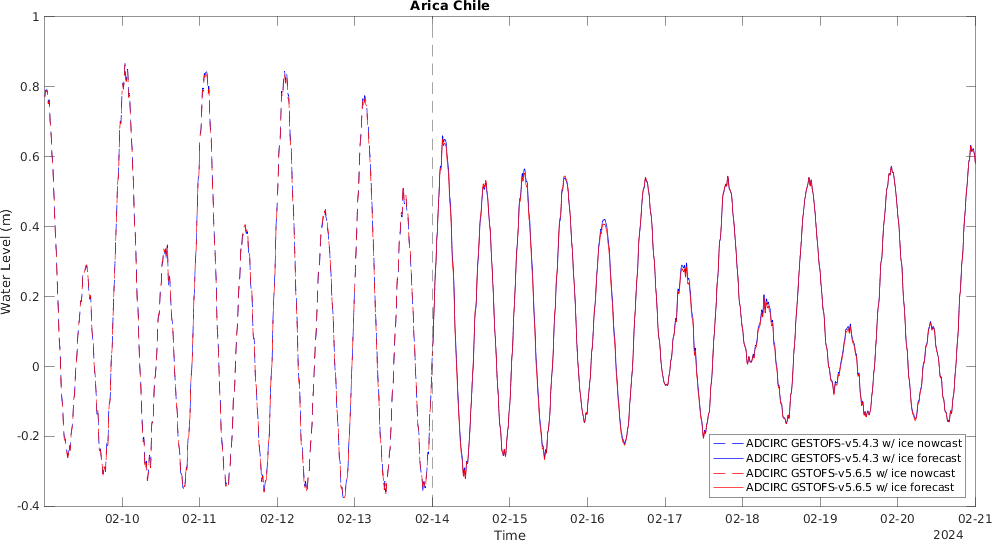 Arica Chile
1
0.8
0.6
0.4
0.2
0
-0.2
-0.4
Water Level (m)
ADCIRC GESTOFS-v5.4.3 w/ ice nowcast
ADCIRC GESTOFS-v5.4.3 w/ ice forecast
ADCIRC GSTOFS-v5.6.5 w/ ice nowcast
ADCIRC GSTOFS-v5.6.5 w/ ice forecast
02-10 02-11 02-12 02-13 02-14 02-15 02-16 02-17 02-18 02-19 02-20 02-21
Time
2024